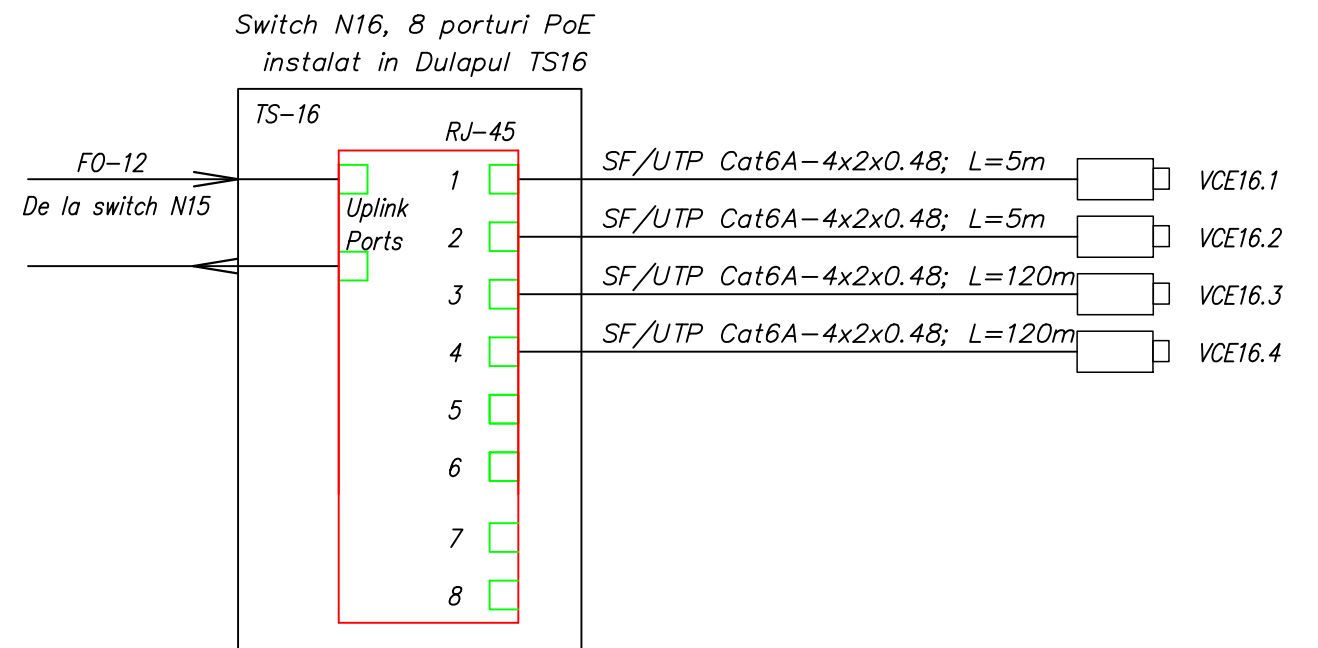 Switch N16, 8 porturi PoE
instalat in Dulapul TS16
TS-16
RJ-45
FO-12
De la switch N15
Uplink
Ports
1
SF/UTP Cat6A-4x2x0.48; L=5m
VCE16.1
2
SF/UTP Cat6A-4x2x0.48; L=5m
VCE16.2
3
SF/UTP Cat6A-4x2x0.48; L=120m
VCE16.3
4
SF/UTP Cat6A-4x2x0.48; L=120m
VCE16.4
5
6
7
8